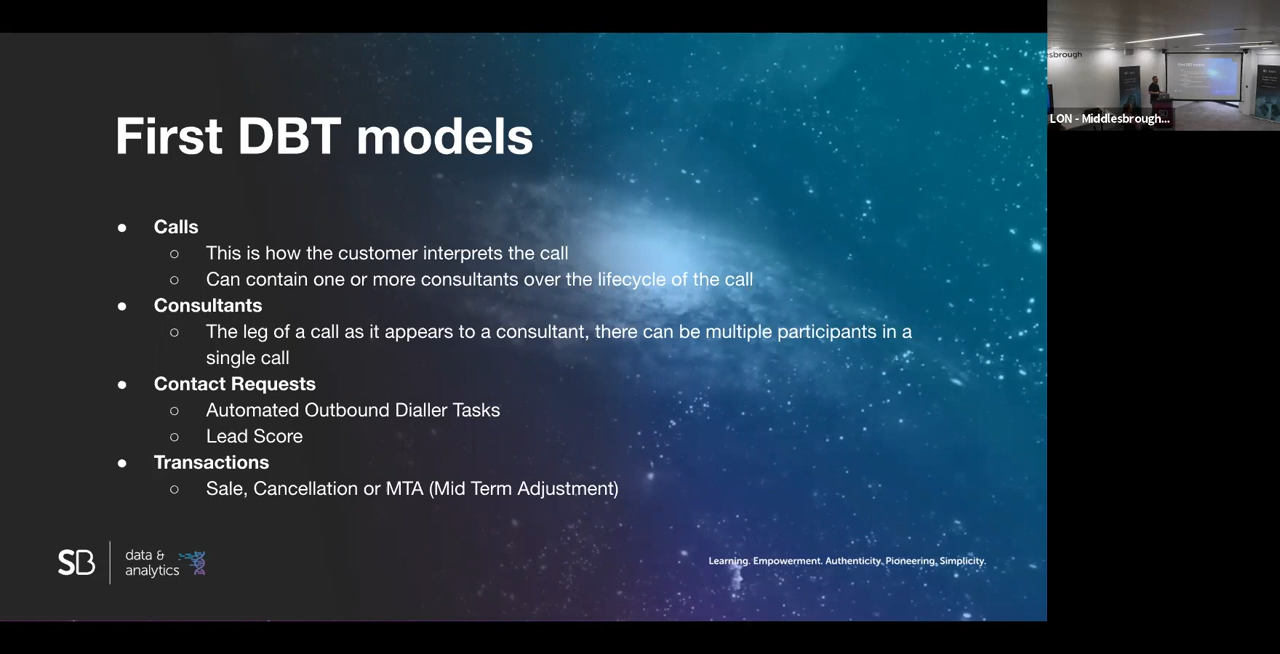 First DBT models
● Calls
○ This is how the customer interprets the call
○ Can contain one or more consultants over the lifecycle of the call
● Consultants
○ The leg of a call as it appears to a consultant, there can be multiple participants in a
single call
● Contact Requests
○ Automated Outbound Dialler Tasks
○ Lead Score
● Transactions
○ Sale, Cancellation or MTA (Mid Term Adjustment)
SB
data &
analytics
Learning. Empowerment. Authenticity. Pioneering. Simplicity.
sbrough
LON - Middlesbrough...